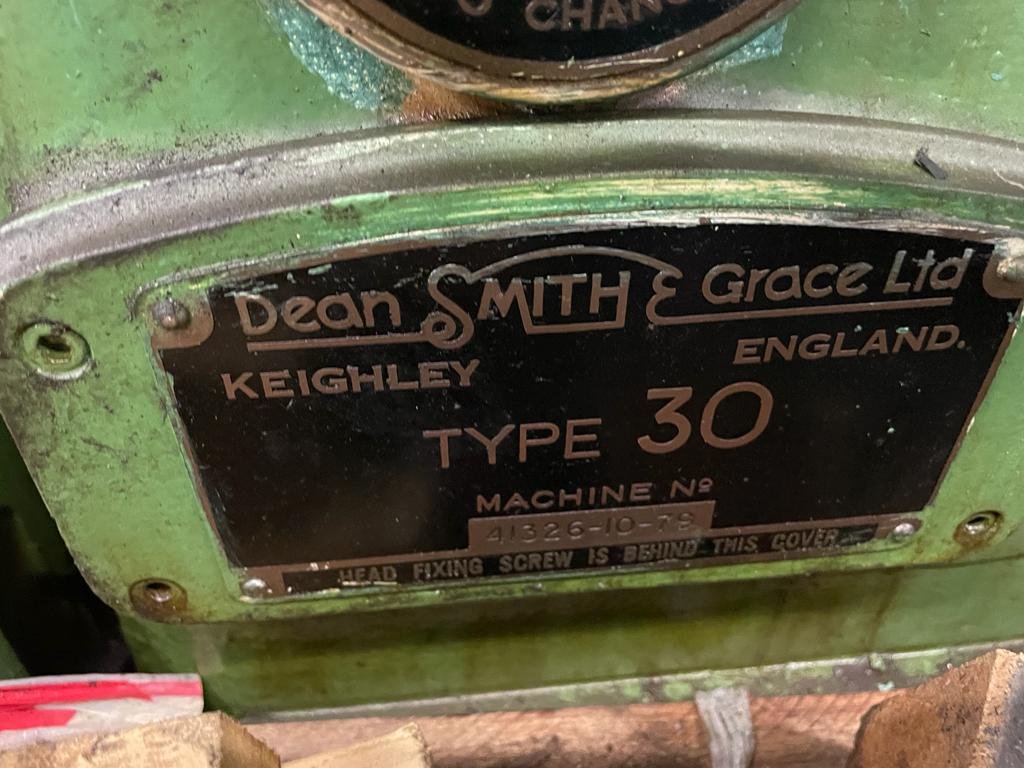 CHANG
Dean SMITH & Grace Ltd
KEIGHLEY ENGLAND.
TYPE 30
MACHINE Nº
41326-10-79
HEAD FIXING SCREW IS BEHIND THIS COVER